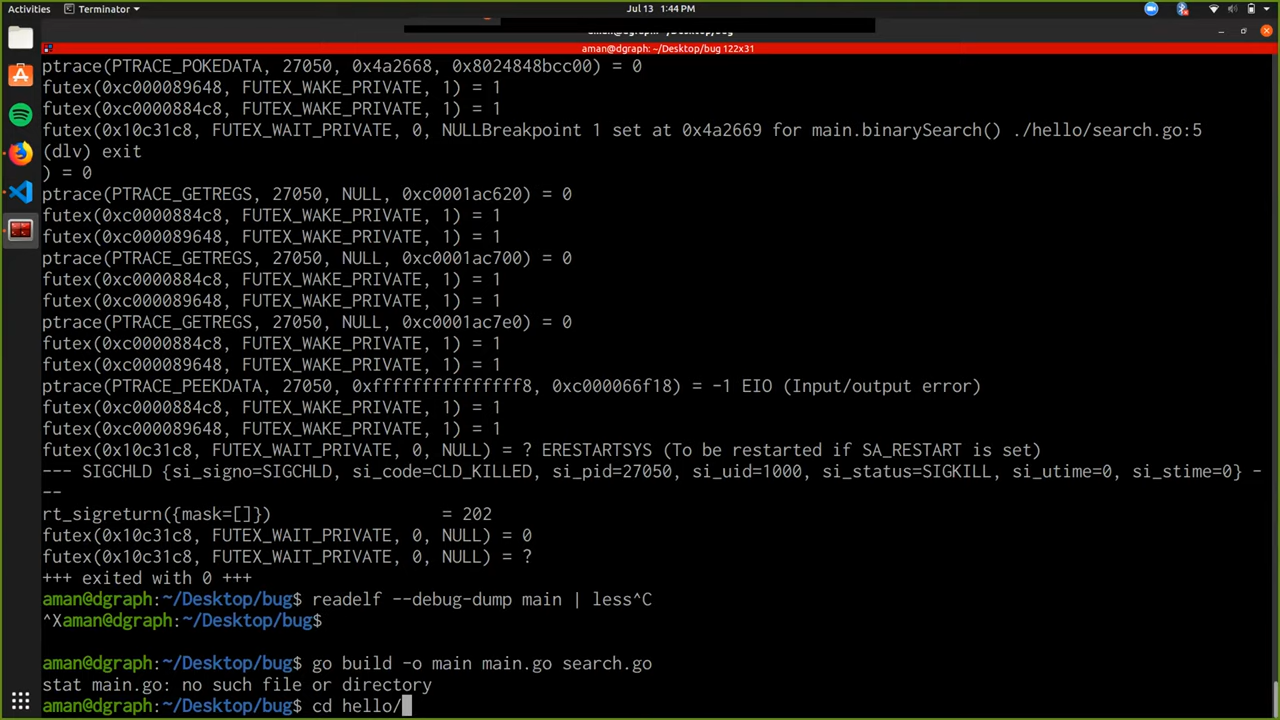 Activities
Terminator
Jul 13 1:44 PM
aman@dgraph: ~/Desktop/bug 122x31
ptrace(PTRACE_POKEDATA, 27050, 0x4a2668, 0x8024848bcc00) = 0
futex(0xc000089648, FUTEX_WAKE_PRIVATE, 1) = 1
futex(0xc0000884c8, FUTEX_WAKE_PRIVATE, 1) = 1
futex(0x10c31c8, FUTEX_WAIT_PRIVATE, 0, NULLBreakpoint 1 set at 0x4a2669 for main.binarySearch() ./hello/search.go:5
(dlv) exit
) = 0
ptrace(PTRACE_GETREGS, 27050, NULL, 0xc0001ac620) = 0
futex(0xc0000884c8, FUTEX_WAKE_PRIVATE, 1) = 1
futex(0xc000089648, FUTEX_WAKE_PRIVATE, 1) = 1
ptrace(PTRACE_GETREGS, 27050, NULL, 0xc0001ac700) = 0
futex(0xc0000884c8, FUTEX_WAKE_PRIVATE, 1) = 1
futex(0xc000089648, FUTEX_WAKE_PRIVATE, 1) = 1
ptrace(PTRACE_GETREGS, 27050, NULL, 0xc0001ac7e0) = 0
futex(0xc0000884c8, FUTEX_WAKE_PRIVATE, 1) = 1
futex(0xc000089648, FUTEX_WAKE_PRIVATE, 1) = 1
ptrace(PTRACE_PEEKDATA, 27050, 0xfffffffffffffff8, 0xc000066f18) = -1 EIO (Input/output error)
futex(0xc0000884c8, FUTEX_WAKE_PRIVATE, 1) = 1
futex(0xc000089648, FUTEX_WAKE_PRIVATE, 1) = 1
futex(0x10c31c8, FUTEX_WAIT_PRIVATE, 0, NULL) = ? ERESTARTSYS (To be restarted if SA_RESTART is set)
--- SIGCHLD {si_signo=SIGCHLD, si_code=CLD_KILLED, si_pid=27050, si_uid=1000, si_status=SIGKILL, si_utime=0, si_stime=0} -
--
rt_sigreturn({mask=[]}) = 202
futex(0x10c31c8, FUTEX_WAIT_PRIVATE, 0, NULL) = 0
futex(0x10c31c8, FUTEX_WAIT_PRIVATE, 0, NULL) = ?
+++ exited with 0 +++
aman@dgraph:~/Desktop/bug$ readelf --debug-dump main | less^C
^Xaman@dgraph:~/Desktop/bug$
aman@dgraph:~/Desktop/bug$ go build -o main main.go search.go
stat main.go: no such file or directory
aman@dgraph:~/Desktop/bug$ cd hello/